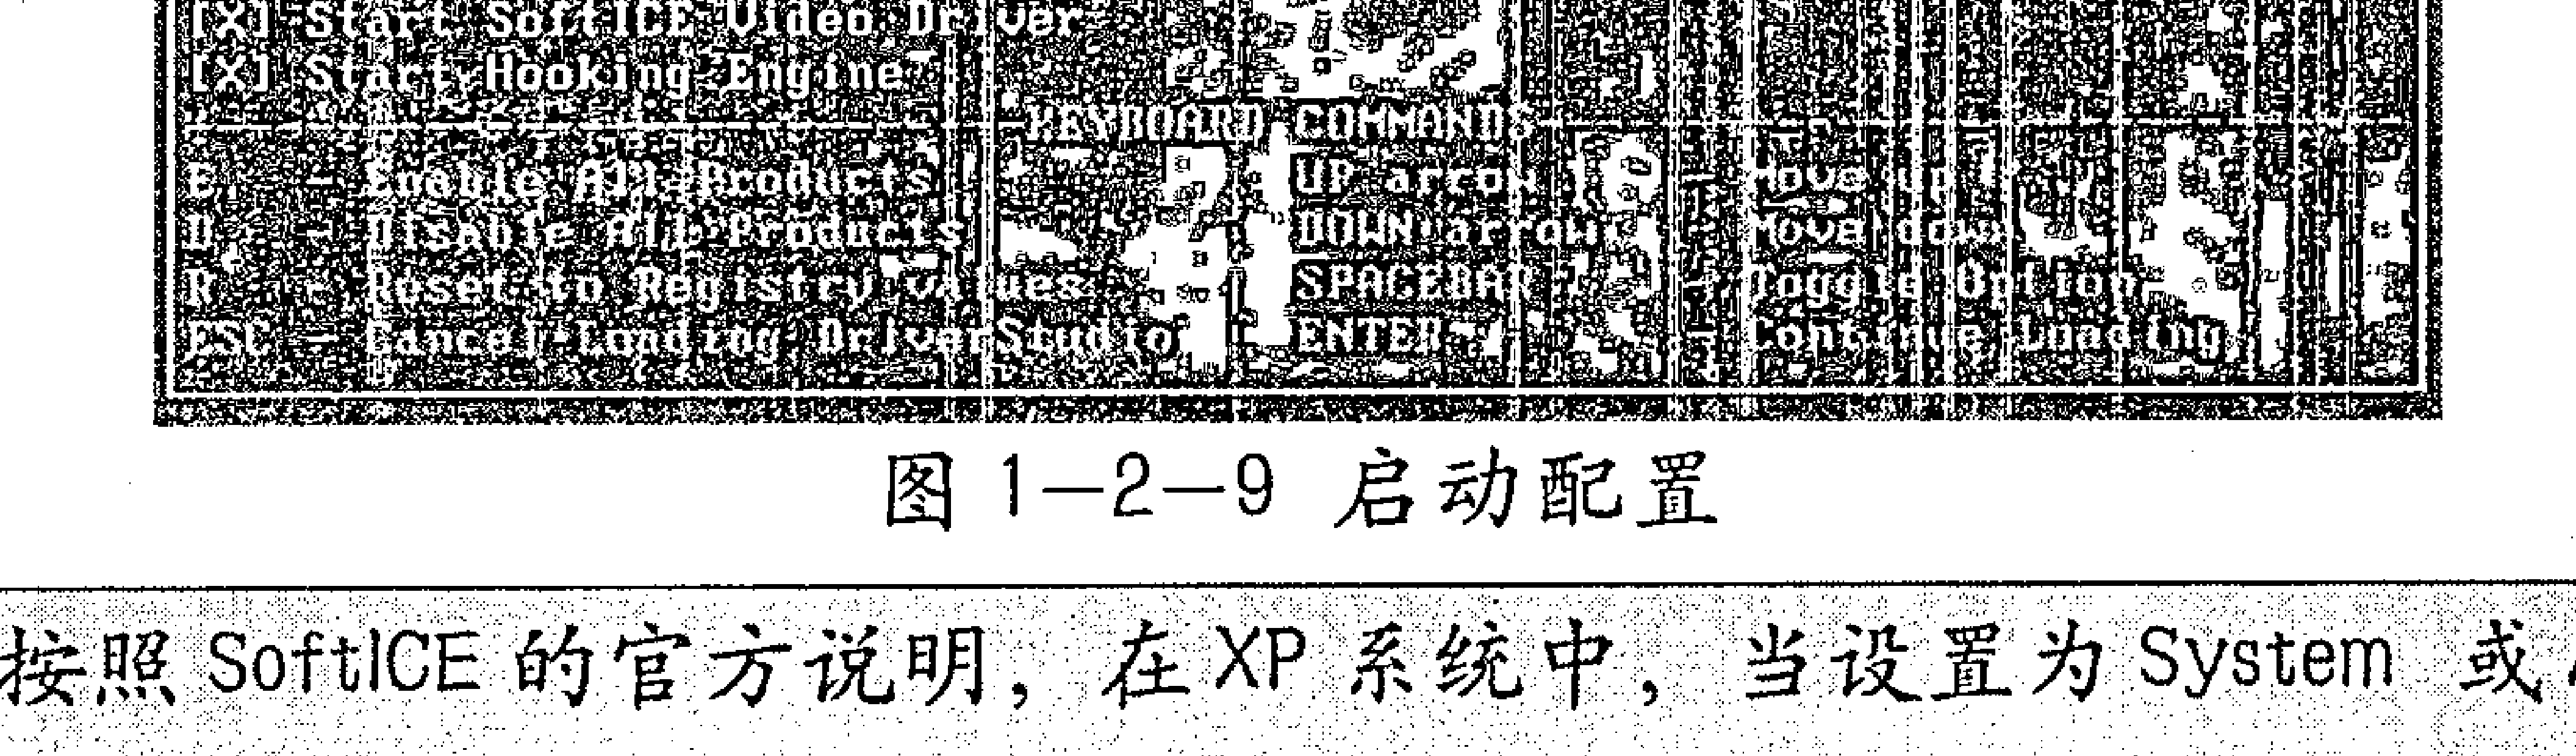 [X] Start SoftICE Video Driver
[X] Start Hooking Engine
KEYBOARD COMMANDS
E - Enable All Products UP arrow - Move up
D - Disable All Products DOWN arrow - Move down
R - Reset to Registry values SPACEBAR - Toggle Option
ESC - Cancel Loading DriverStudio ENTER - Continue Loading
图 1-2-9 启动配置
按照 SoftICE 的官方说明，在 XP 系统中，当设置为 System 或